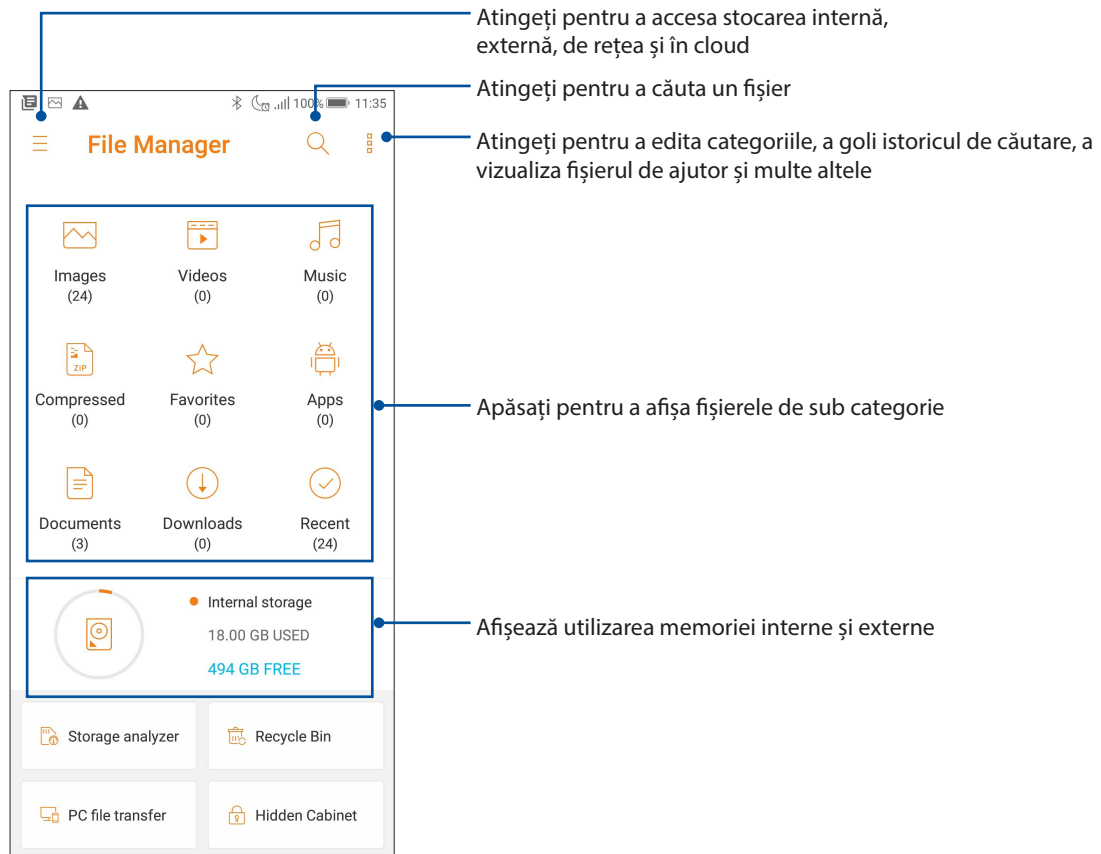 Atingeți pentru a accesa stocarea internă,
externă, de rețea și în cloud
Atingeți pentru a căuta un fișier
Atingeți pentru a edita categoriile, a goli istoricul de căutare, a
vizualiza fișierul de ajutor și multe altele
100% 11:35
File Manager
Images Videos Music
(24) (0) (0)
ZIP
Compressed Favorites Apps
(0) (0) (0)
Apăsați pentru a afișa fișierele de sub categorie
Documents Downloads Recent
(3) (0) (24)
Internal storage
18.00 GB USED
494 GB FREE
Afișează utilizarea memoriei interne și externe
Storage analyzer Recycle Bin
PC file transfer Hidden Cabinet